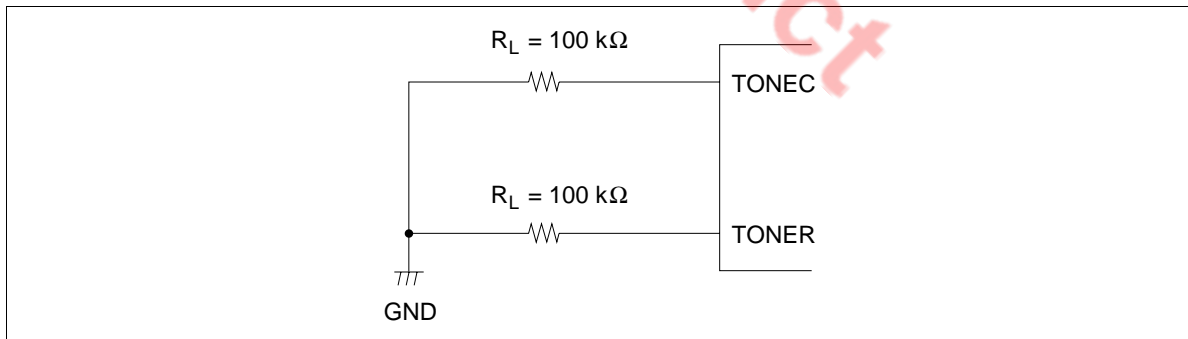 R_L = 100 kΩ
TONEC
R_L = 100 kΩ
TONER
GND